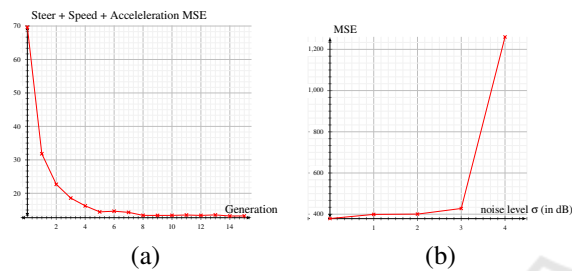 Steer + Speed + Acceleleration MSE
70
60
50
40
30
20
2 4 6 8 10 12 14
Generation
(a)
MSE
1,200
1,000
800
600
400
1 2 3 4
noise level σ (in dB)
(b)